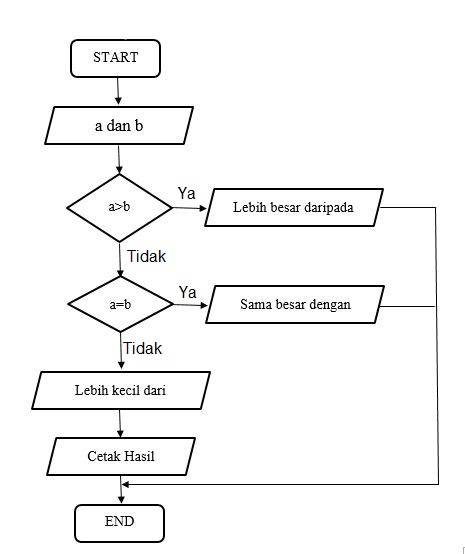 START
a dan b
a>b
Ya
Lebih besar daripada
Tidak
a=b
Ya
Sama besar dengan
Tidak
Lebih kecil dari
Cetak Hasil
END